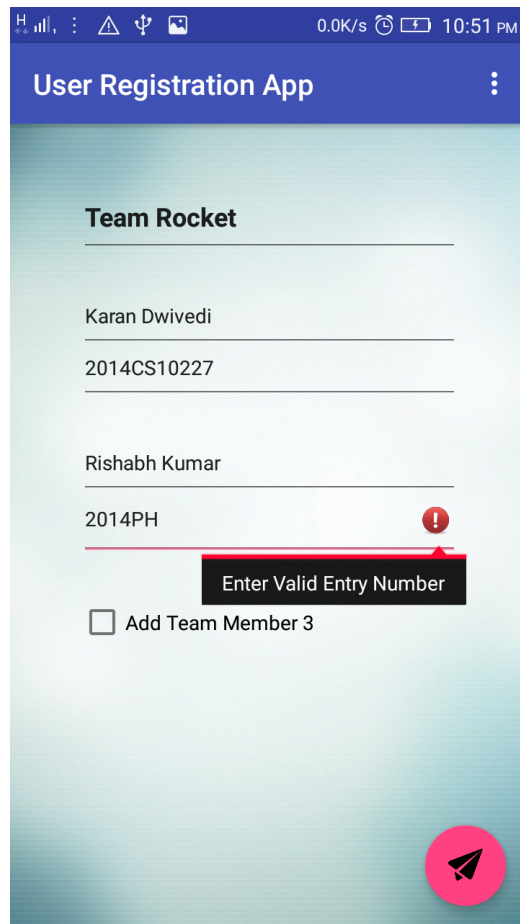 H 0.0K/s 10:51 PM
User Registration App
Team Rocket
Karan Dwivedi
2014CS10227
Rishabh Kumar
2014PH
Enter Valid Entry Number
Add Team Member 3